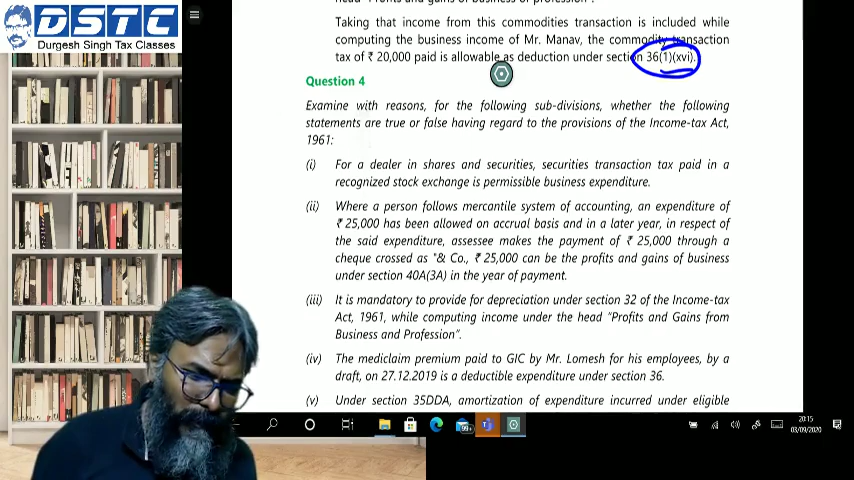 DSTC
Durgesh Singh Tax Classes
head "Profits and gains of business or profession".
Taking that income from this commodities transaction is included while
computing the business income of Mr. Manav, the commodity transaction
tax of ₹ 20,000 paid is allowable as deduction under section 36(1)(xvi).
Question 4
Examine with reasons, for the following sub-divisions, whether the following
statements are true or false having regard to the provisions of the Income-tax Act,
1961:
(i) For a dealer in shares and securities, securities transaction tax paid in a
recognized stock exchange is permissible business expenditure.
(ii) Where a person follows mercantile system of accounting, an expenditure of
₹ 25,000 has been allowed on accrual basis and in a later year, in respect of
the said expenditure, assessee makes the payment of ₹ 25,000 through a
cheque crossed as "& Co., ₹ 25,000 can be the profits and gains of business
under section 40A(3A) in the year of payment.
(iii) It is mandatory to provide for depreciation under section 32 of the Income-tax
Act, 1961, while computing income under the head "Profits and Gains from
Business and Profession".
(iv) The mediclaim premium paid to GIC by Mr. Lomesh for his employees, by a
draft, on 27.12.2019 is a deductible expenditure under section 36.
(v) Under section 35DDA, amortization of expenditure incurred under eligible
99+
20:15
03/09/2020